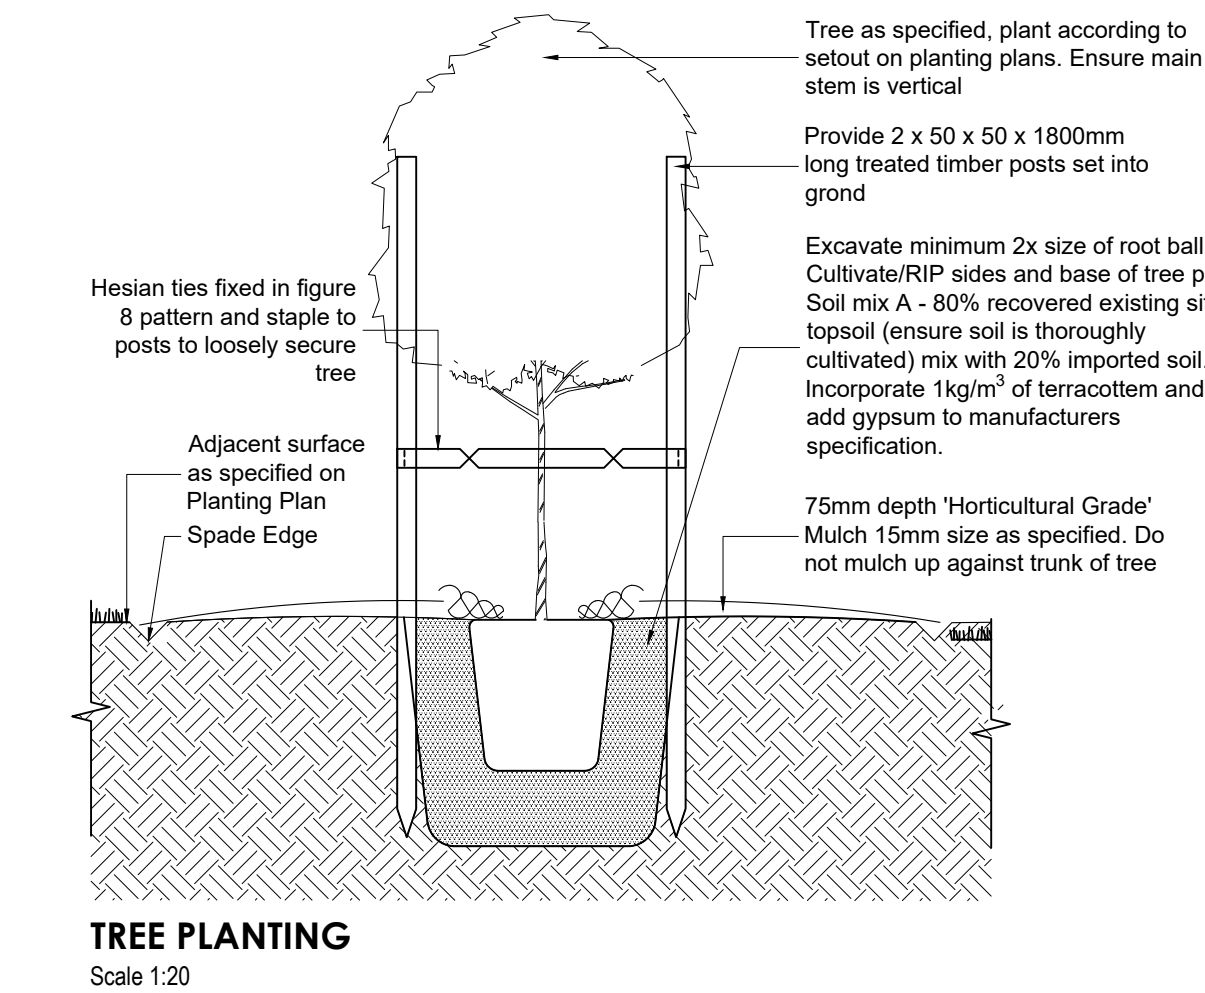 Tree as specified, plant according to
setout on planting plans. Ensure main
stem is vertical
Provide 2 x 50 x 50 x 1800mm
long treated timber posts set into
grond
Excavate minimum 2x size of root ball
Cultivate/RIP sides and base of tree
Soil mix A - 80% recovered existing
topsoil (ensure soil is thoroughly
cultivated) mix with 20% imported soil.
Incorporate 1kg/m³ of terracottem and
add gypsum to manufacturers
specification.
75mm depth 'Horticultural Grade'
Mulch 15mm size as specified. Do
not mulch up against trunk of tree
Hesian ties fixed in figure
8 pattern and staple to
posts to loosely secure
tree
Adjacent surface
as specified on
Planting Plan
Spade Edge
TREE PLANTING
Scale 1:20